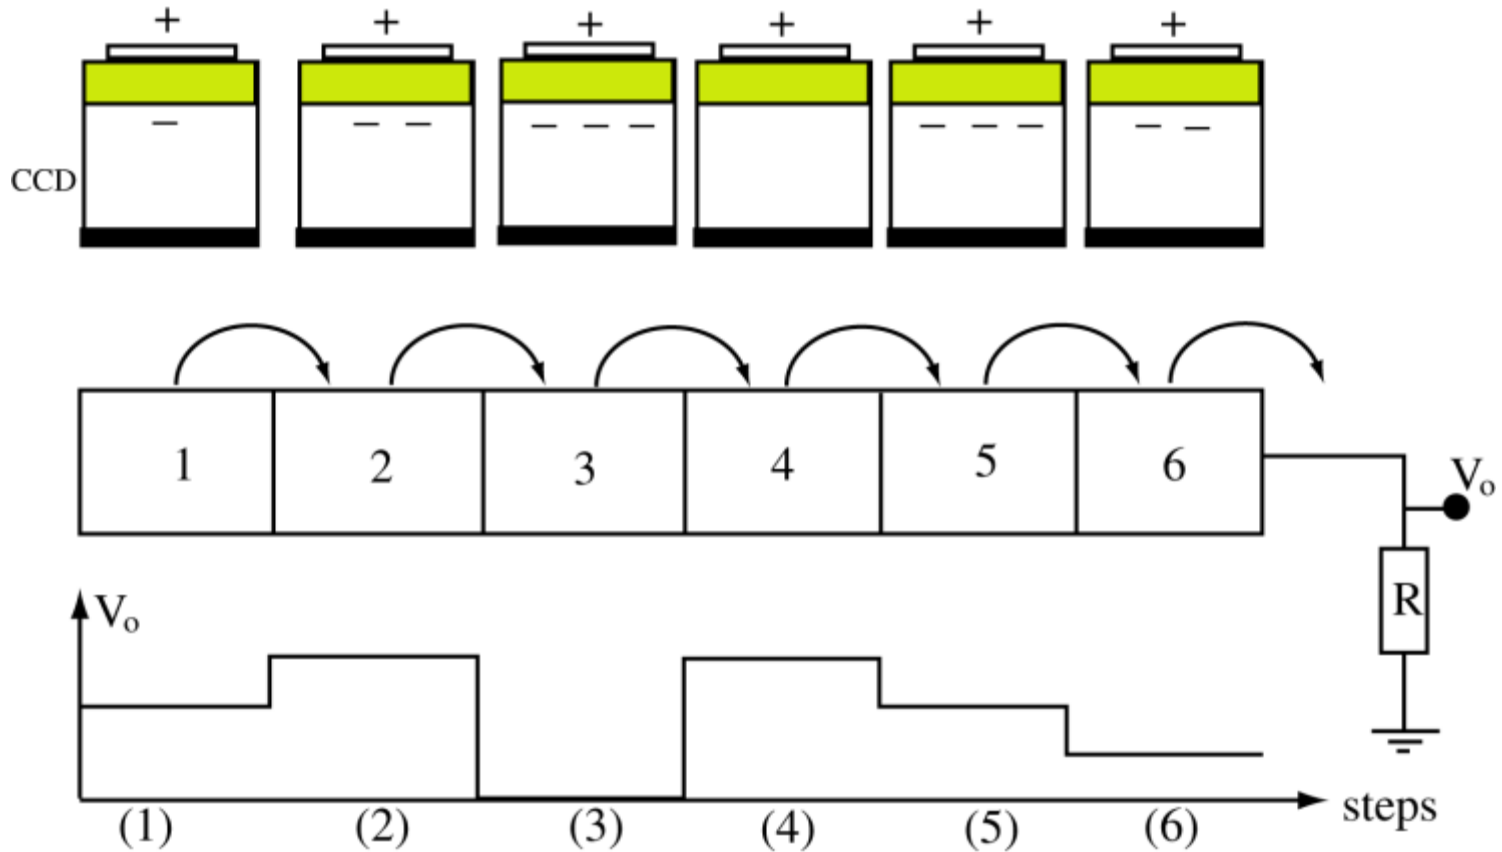 + + + + + +
− − − − − − − − − − −
CCD
1 2 3 4 5 6
Vo
R
Vo
(1) (2) (3) (4) (5) (6) steps